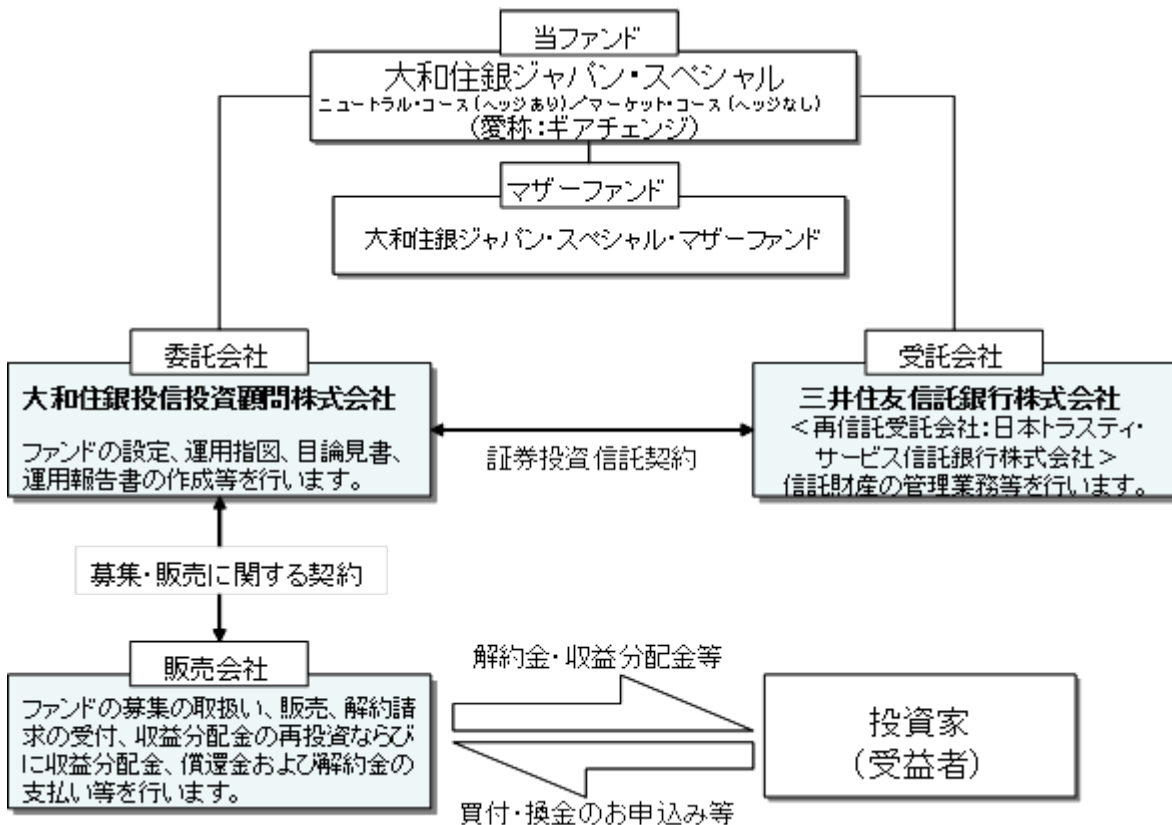 当ファンド
大和住銀ジャパン・スペシャル
ニュートラル・コース(ヘッジあり)/マーケット・コース(ヘッジなし)
(愛称:ギアチェンジ)
マザーファンド
大和住銀ジャパン・スペシャル・マザーファンド
委託会社
大和住銀投信投資顧問株式会社
ファンドの設定、運用指図、目論見書、
運用報告書の作成等を行います。
証券投資信託契約
受託会社
三井住友信託銀行株式会社
<再信託受託会社:日本トラスティ・
サービス信託銀行株式会社>
信託財産の管理業務等を行います。
募集・販売に関する契約
販売会社
ファンドの募集の取扱い、販売、解約請
求の受付、収益分配金の再投資ならび
に収益分配金、償還金および解約金の
支払い等を行います。
解約金・収益分配金等
買付・換金のお申込み等
投資家
(受益者)